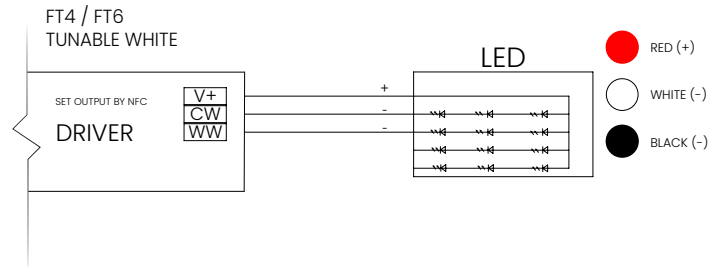 FT4 / FT6
TUNABLE WHITE
LED
RED (+)
SET OUTPUT BY NFC
V+
+
WHITE (-)
CW
-
DRIVER
WW
-
BLACK (-)